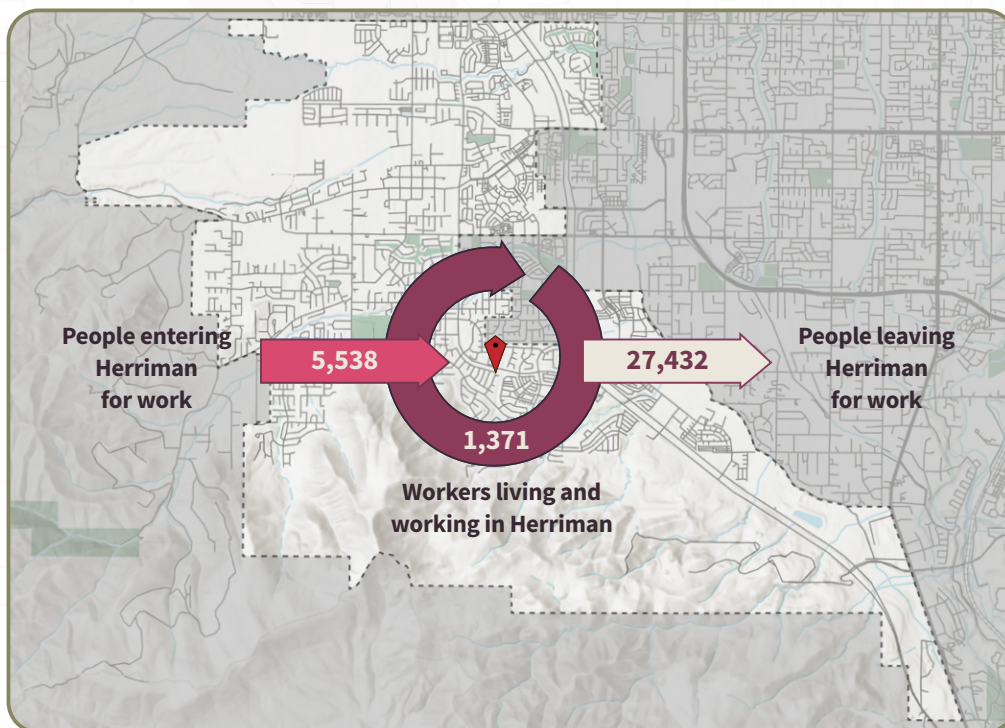 People entering
Herriman
for work
5,538
1,371
27,432
People leaving
Herriman
for work
Workers living and
working in Herriman